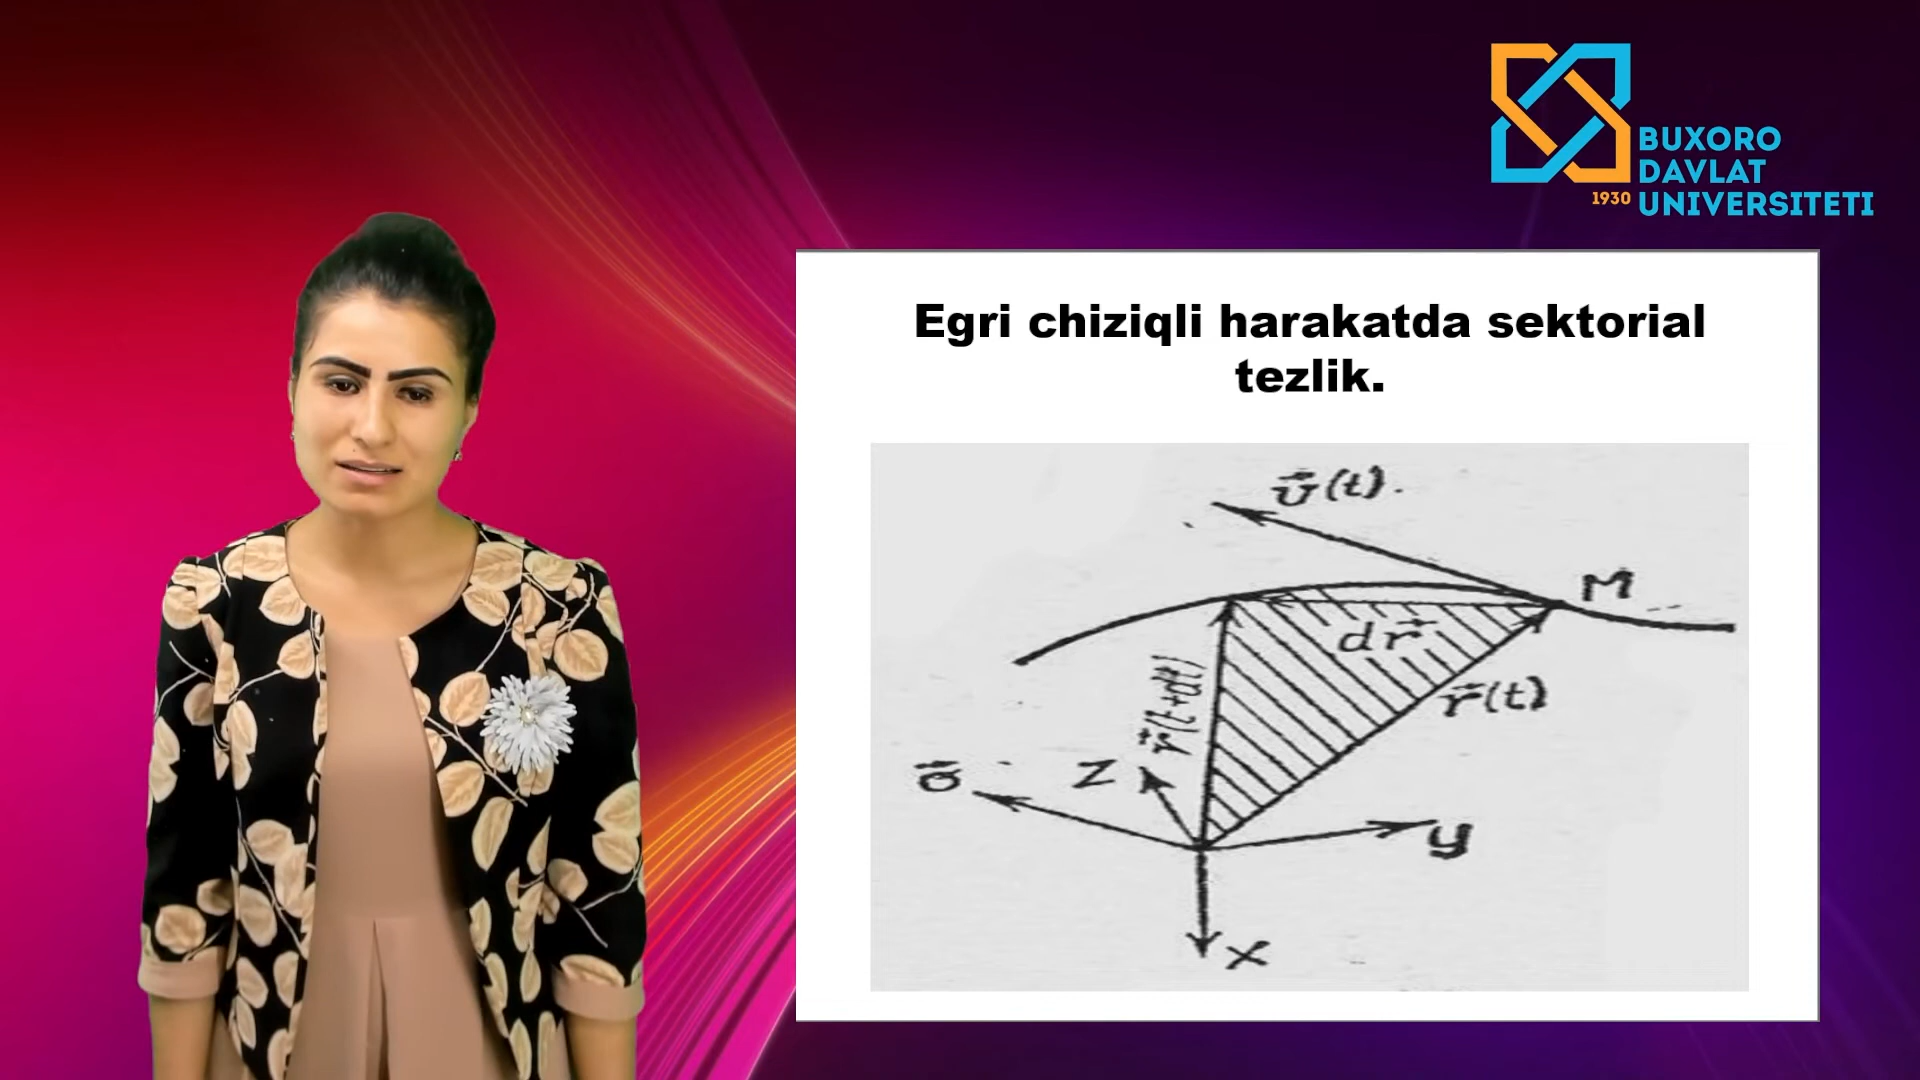 BUXORO
DAVLAT
1930 UNIVERSITETI
Egri chiziqli harakatda sektorial
tezlik.
v⃗(t).
M
dr⃗
r⃗(t+dt)
r⃗(t)
σ⃗
z
y
x